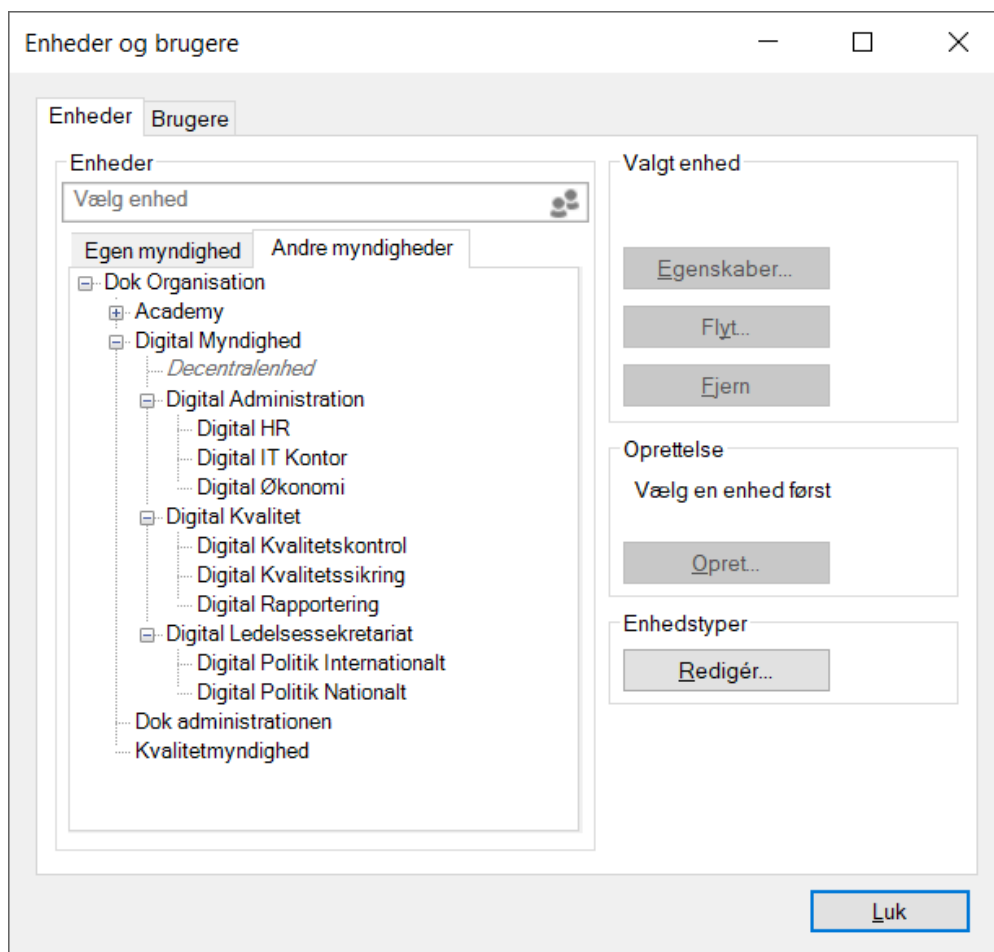 Enheder og brugere
Enheder
Brugere
Enheder
Vælg enhed
Egen myndighed
Andre myndigheder
Dok Organisation
Academy
Digital Myndighed
Decentralenhed
Digital Administration
Digital HR
Digital IT Kontor
Digital Økonomi
Digital Kvalitet
Digital Kvalitetskontrol
Digital Kvalitetssikring
Digital Rapportering
Digital Ledelsessekretariat
Digital Politik Internationalt
Digital Politik Nationalt
Dok administrationen
Kvalitetmyndighed
Valgt enhed
Egenskaber...
Flyt...
Fjern
Oprettelse
Vælg en enhed først
Opret...
Enhedstyper
Redigér...
Luk